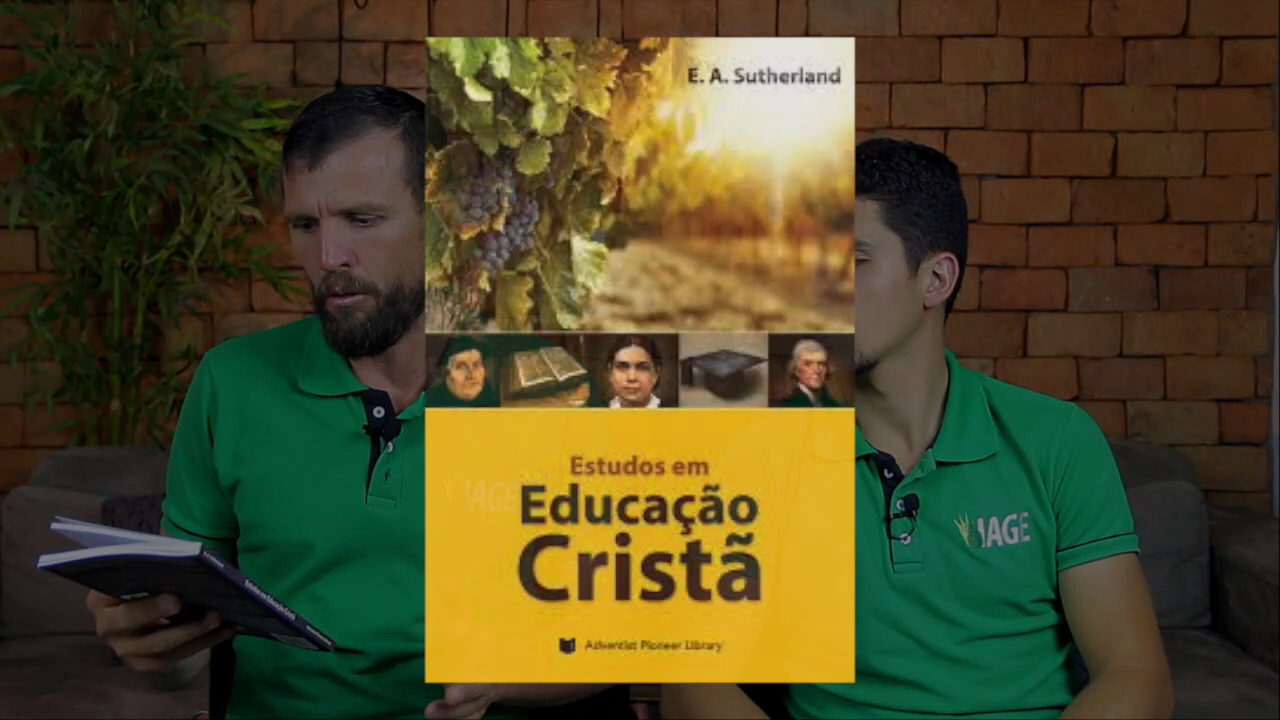 E. A. Sutherland
Estudos em
Educação
Cristã
Adventist Pioneer Library
IAGE